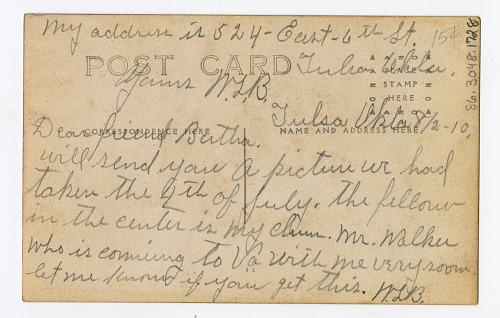 My address is 524 - East - 6th St.
Tulsa Okla.
Yours W.L.B.
15¢
86.3048.1728
POST CARD
PLACE
STAMP
HERE
CORRESPONDENCE HERE
NAME AND ADDRESS HERE
Tulsa Okla 7/12-10.
Dear friend Bertha.
will send you a picture we had
taken the 4th of July. the fellow
in the center is my chum. Mr. Walker
who is comiing to Va with me very soon.
let me know if you get this. W.L.B.